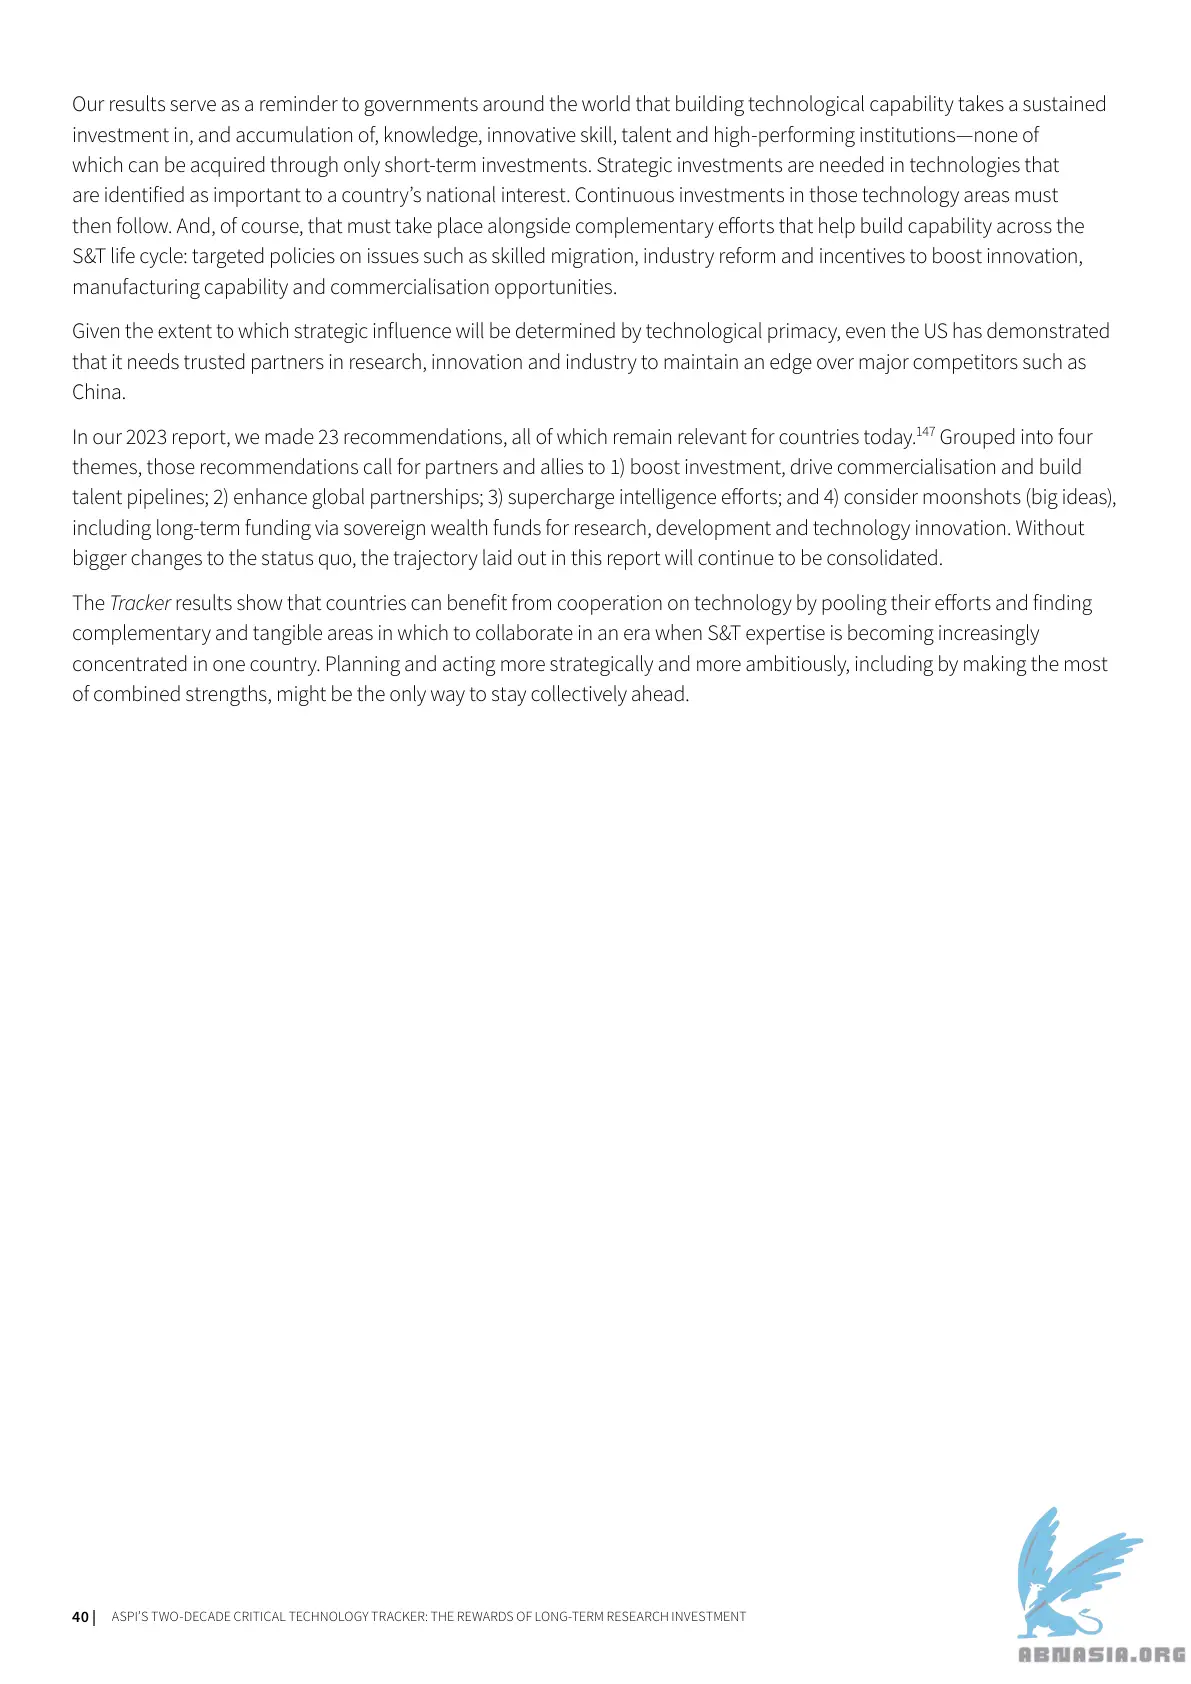 Our results serve as a reminder to governments around the world that building technological capability takes a sustained
investment in, and accumulation of, knowledge, innovative skill, talent and high-performing institutions—none of
which can be acquired through only short-term investments. Strategic investments are needed in technologies that
are identified as important to a country’s national interest. Continuous investments in those technology areas must
then follow. And, of course, that must take place alongside complementary efforts that help build capability across the
S&T life cycle: targeted policies on issues such as skilled migration, industry reform and incentives to boost innovation,
manufacturing capability and commercialisation opportunities.
Given the extent to which strategic influence will be determined by technological primacy, even the US has demonstrated
that it needs trusted partners in research, innovation and industry to maintain an edge over major competitors such as
China.
In our 2023 report, we made 23 recommendations, all of which remain relevant for countries today.147 Grouped into four
themes, those recommendations call for partners and allies to 1) boost investment, drive commercialisation and build
talent pipelines; 2) enhance global partnerships; 3) supercharge intelligence efforts; and 4) consider moonshots (big ideas),
including long-term funding via sovereign wealth funds for research, development and technology innovation. Without
bigger changes to the status quo, the trajectory laid out in this report will continue to be consolidated.
The Tracker results show that countries can benefit from cooperation on technology by pooling their efforts and finding
complementary and tangible areas in which to collaborate in an era when S&T expertise is becoming increasingly
concentrated in one country. Planning and acting more strategically and more ambitiously, including by making the most
of combined strengths, might be the only way to stay collectively ahead.
40 | ASPI’S TWO-DECADE CRITICAL TECHNOLOGY TRACKER: THE REWARDS OF LONG-TERM RESEARCH INVESTMENT
ABNASIA.ORG